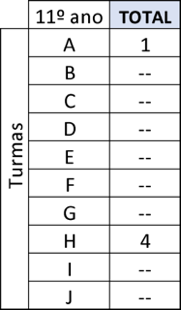 11º ano TOTAL
Turmas
A 1
B --
C --
D --
E --
F --
G --
H 4
I --
J --